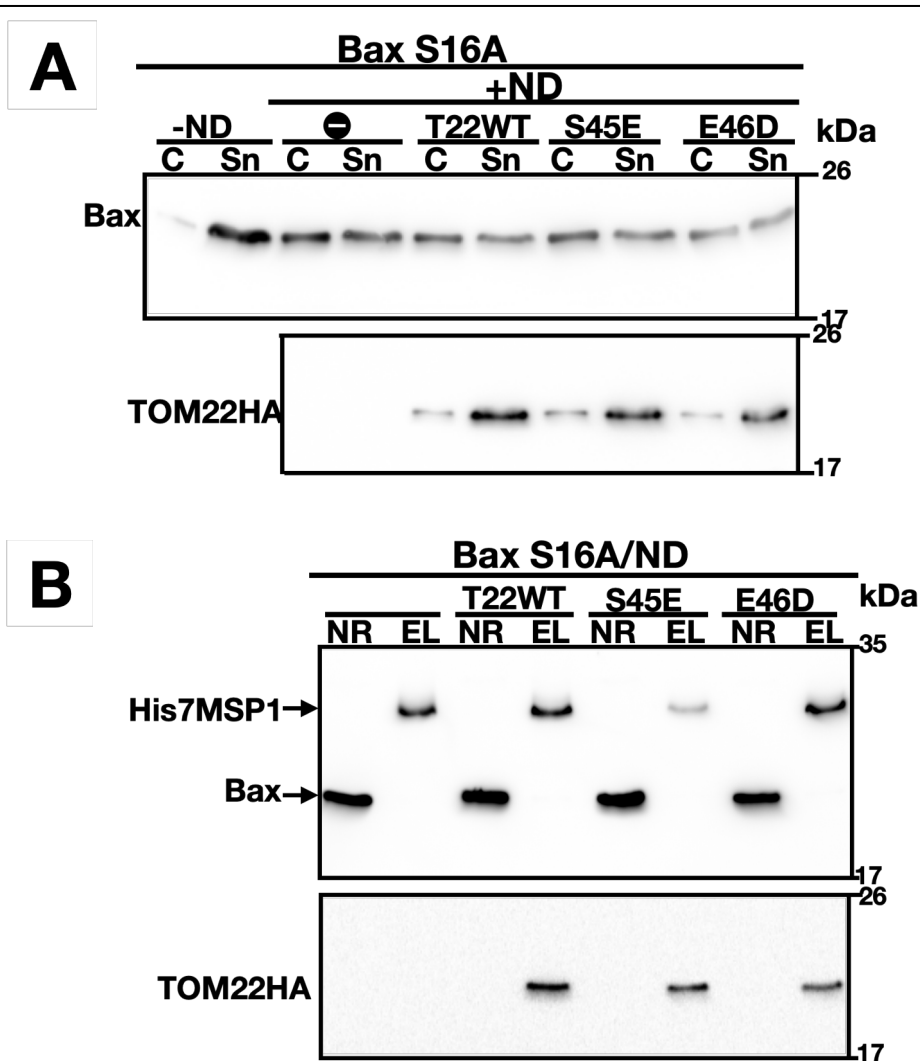 A
Bax S16A
+ND
-ND − T22WT S45E E46D kDa
C Sn C Sn C Sn C Sn C Sn 26
Bax
17
26
TOM22HA
17
B
Bax S16A/ND
T22WT S45E E46D kDa
NR EL NR EL NR EL NR EL 35
His7MSP1
Bax
17
26
TOM22HA
17